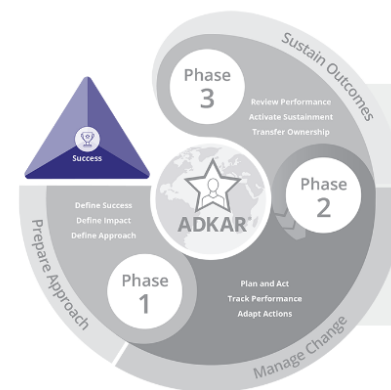 Sustain Outcomes
Phase
3
Review Performance
Activate Sustainment
Transfer Ownership
Success
ADKAR®
Phase
2
Define Success
Define Impact
Define Approach
Prepare Approach
Phase
1
Plan and Act
Track Performance
Adapt Actions
Manage Change